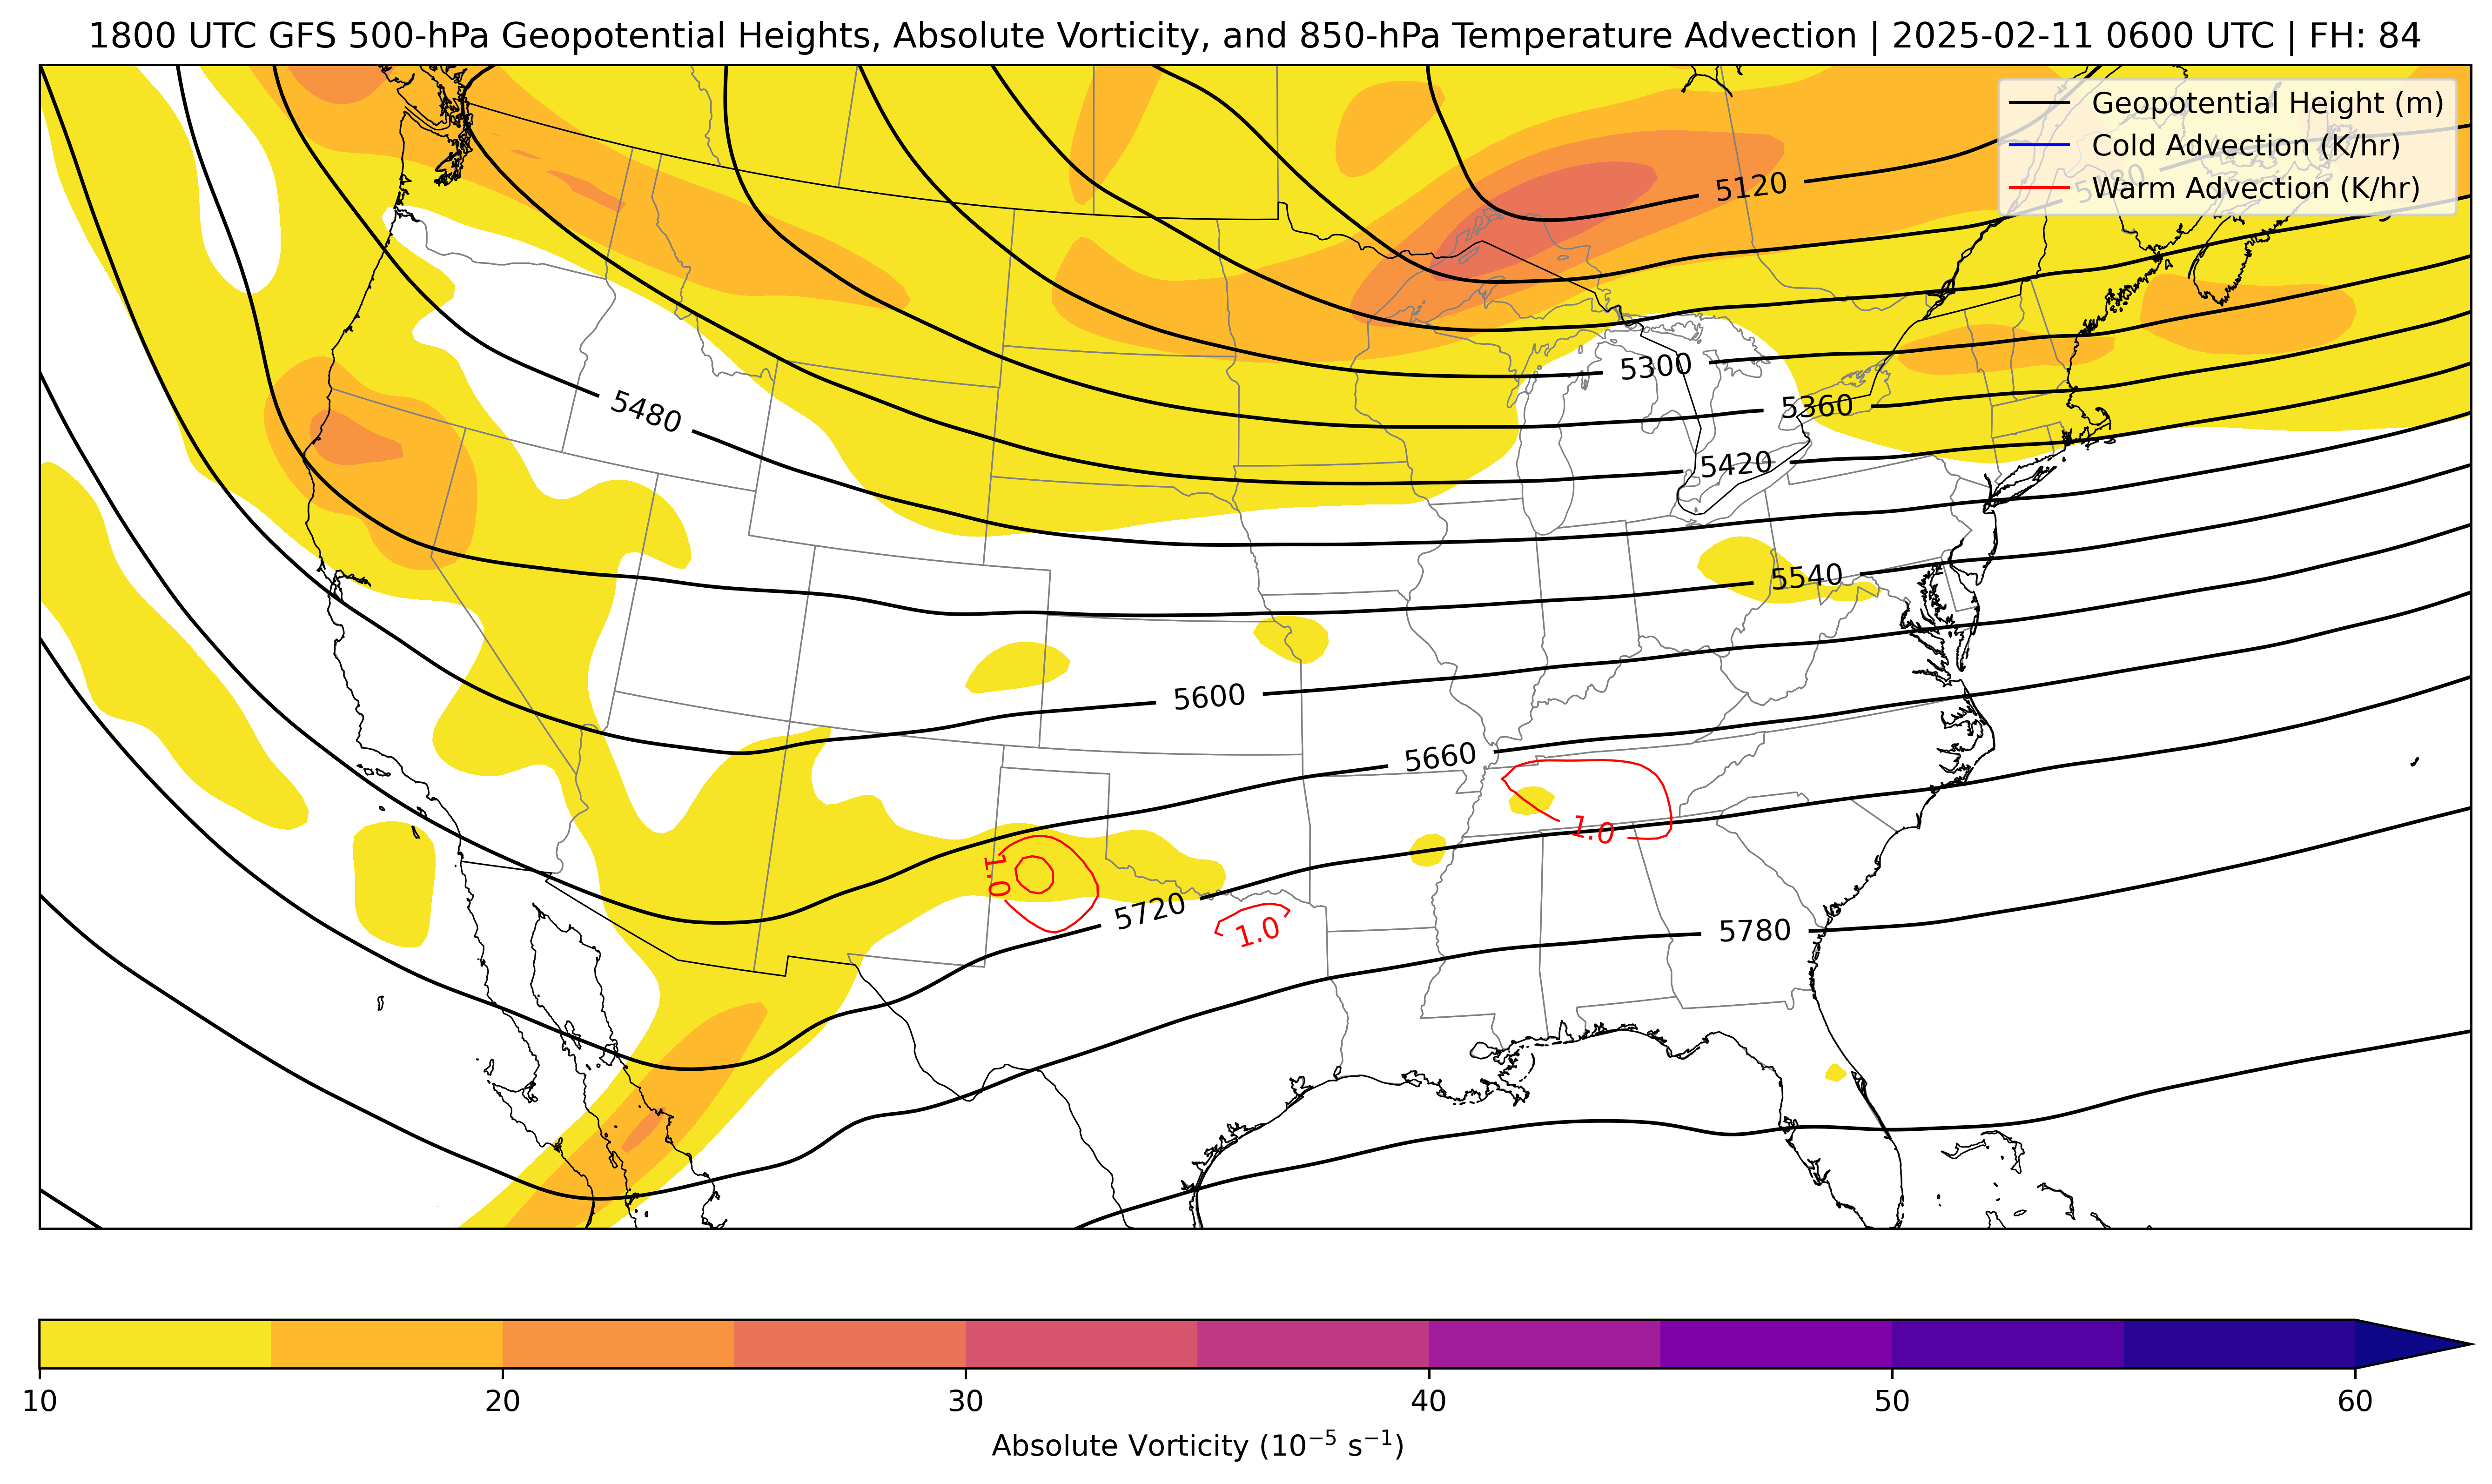 1800 UTC GFS 500-hPa Geopotential Heights, Absolute Vorticity, and 850-hPa Temperature Advection | 2025-02-11 0600 UTC | FH: 84
Geopotential Height (m)
Cold Advection (K/hr)
Warm Advection (K/hr)
5180
5120
5300
5360
5480
5420
5540
5600
5660
1.0
1.0
5720
1.0
5780
10 20 30 40 50 60
Absolute Vorticity (10⁻⁵ s⁻¹)